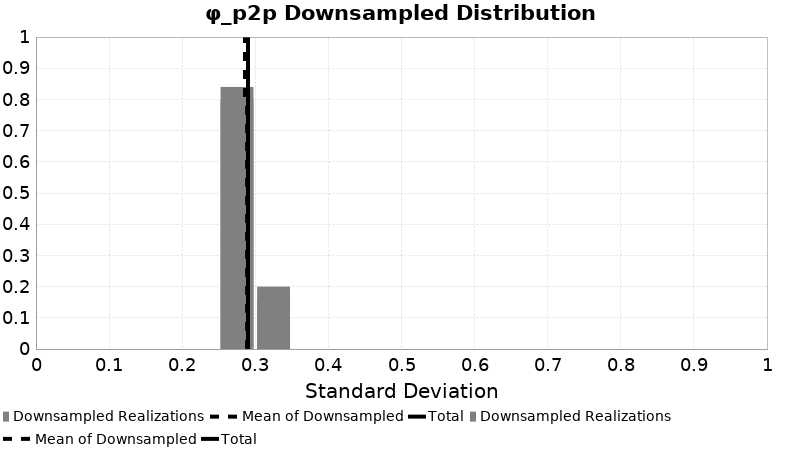 φ_p2p Downsampled Distribution
1
0.9
0.8
0.7
0.6
0.5
0.4
0.3
0.2
0.1
0
0 0.1 0.2 0.3 0.4 0.5 0.6 0.7 0.8 0.9 1
Standard Deviation
Downsampled Realizations Mean of Downsampled Total Downsampled Realizations
Mean of Downsampled Total